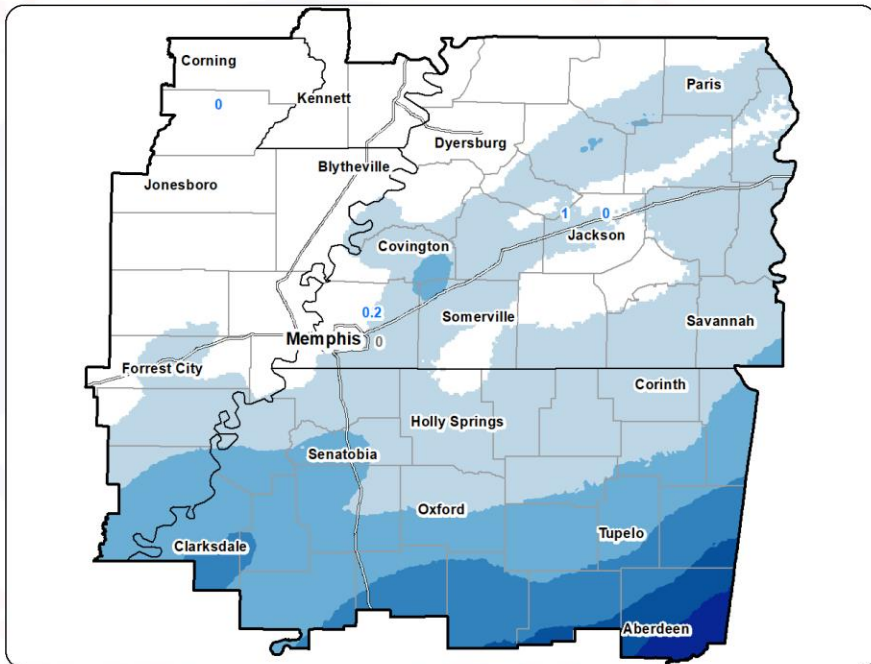 Corning
Paris
Kennett
0
Dyersburg
Blytheville
Jonesboro
1 0
Jackson
Covington
0.2
Somerville
Savannah
Memphis
0
Forrest City
Corinth
Holly Springs
Senatobia
Oxford
Tupelo
Clarksdale
Aberdeen